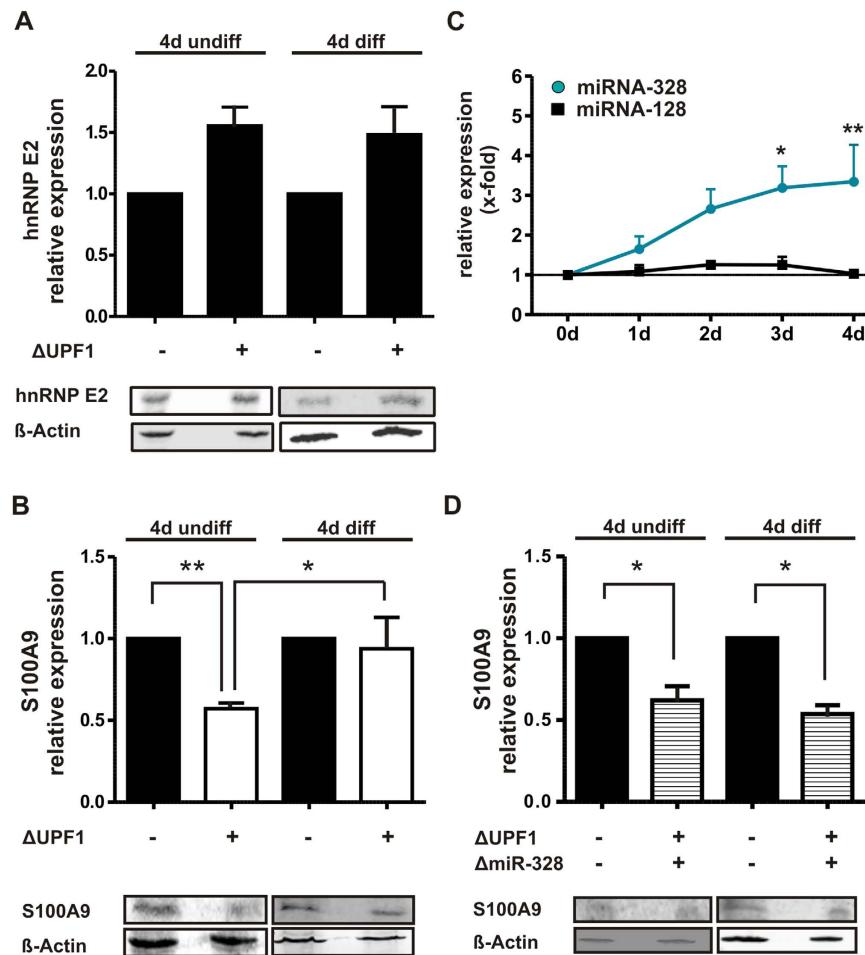 A
4d undiff 4d diff
hnRNP E2
relative expression
2.0
1.5
1.0
0.5
0.0
ΔUPF1 - + - +
hnRNP E2
ß-Actin
C
relative expression
(x-fold)
6
5
4
3
2
1
0
miRNA-328
miRNA-128
* **
0d 1d 2d 3d 4d
B
4d undiff 4d diff
S100A9
relative expression
1.5
1.0
0.5
0.0
** *
ΔUPF1 - + - +
S100A9
ß-Actin
D
4d undiff 4d diff
S100A9
relative expression
1.5
1.0
0.5
0.0
* *
ΔUPF1 - + - +
ΔmiR-328 - + - +
S100A9
ß-Actin